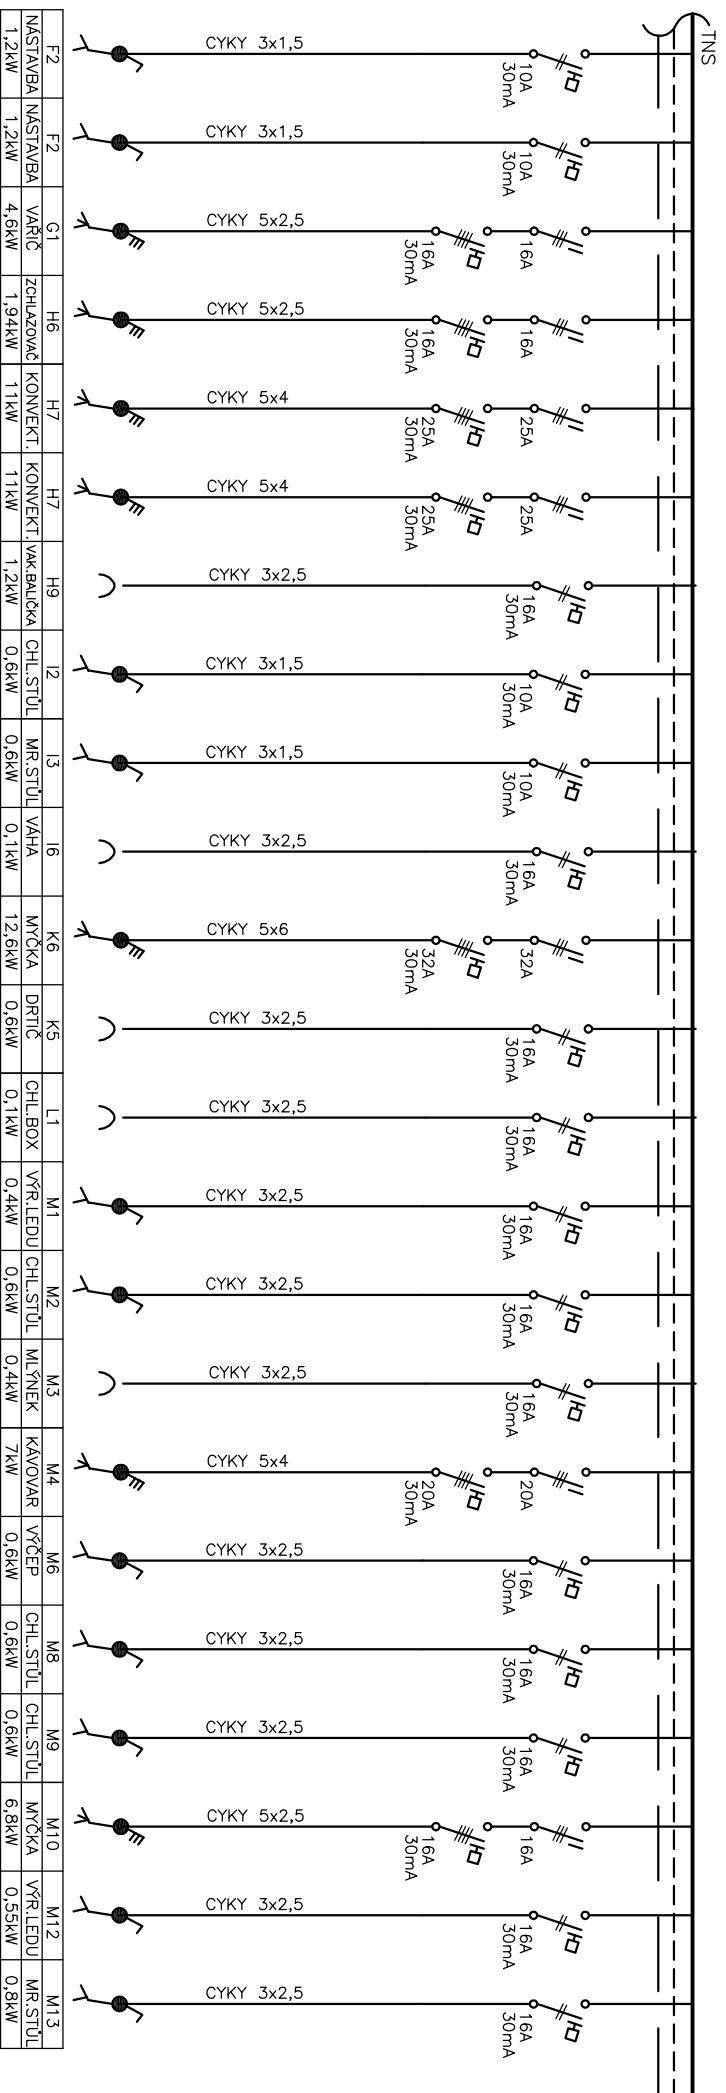 TNS
CYKY 3x1,5
10A
30mA
F2
NÁSTAVBA
1,2kW
CYKY 3x1,5
10A
30mA
F2
NÁSTAVBA
1,2kW
CYKY 5x2,5
16A
30mA
16A
G1
VAŘIČ
4,6kW
CYKY 5x2,5
16A
30mA
16A
H6
ZCHLAZOVAČ
1,94kW
CYKY 5x4
25A
30mA
25A
H7
KONVEKT.
11kW
CYKY 5x4
25A
30mA
25A
H7
KONVEKT.
11kW
CYKY 3x2,5
16A
30mA
H9
VAK.BALIČKA
1,2kW
CYKY 3x1,5
10A
30mA
I2
CHL.STŮL
0,6kW
CYKY 3x1,5
10A
30mA
I3
MR.STŮL
0,6kW
CYKY 3x2,5
16A
30mA
I6
VÁHA
0,1kW
CYKY 5x6
32A
30mA
32A
K6
MYČKA
12,6kW
CYKY 3x2,5
16A
30mA
K5
DRTIČ
0,6kW
CYKY 3x2,5
16A
30mA
L1
CHL.BOX
0,1kW
CYKY 3x2,5
16A
30mA
M1
VÝR.LEDU
0,4kW
CYKY 3x2,5
16A
30mA
M2
CHL.STŮL
0,6kW
CYKY 3x2,5
16A
30mA
M3
MLÝNEK
0,4kW
CYKY 5x4
20A
30mA
20A
M4
KÁVOVAR
7kW
CYKY 3x2,5
16A
30mA
M6
VÝČEP
0,6kW
CYKY 3x2,5
16A
30mA
M8
CHL.STŮL
0,6kW
CYKY 3x2,5
16A
30mA
M9
CHL.STŮL
0,6kW
CYKY 5x2,5
16A
30mA
16A
M10
MYČKA
6,8kW
CYKY 3x2,5
16A
30mA
M12
VÝR.LEDU
0,55kW
CYKY 3x2,5
16A
30mA
M13
MR.STŮL
0,8kW